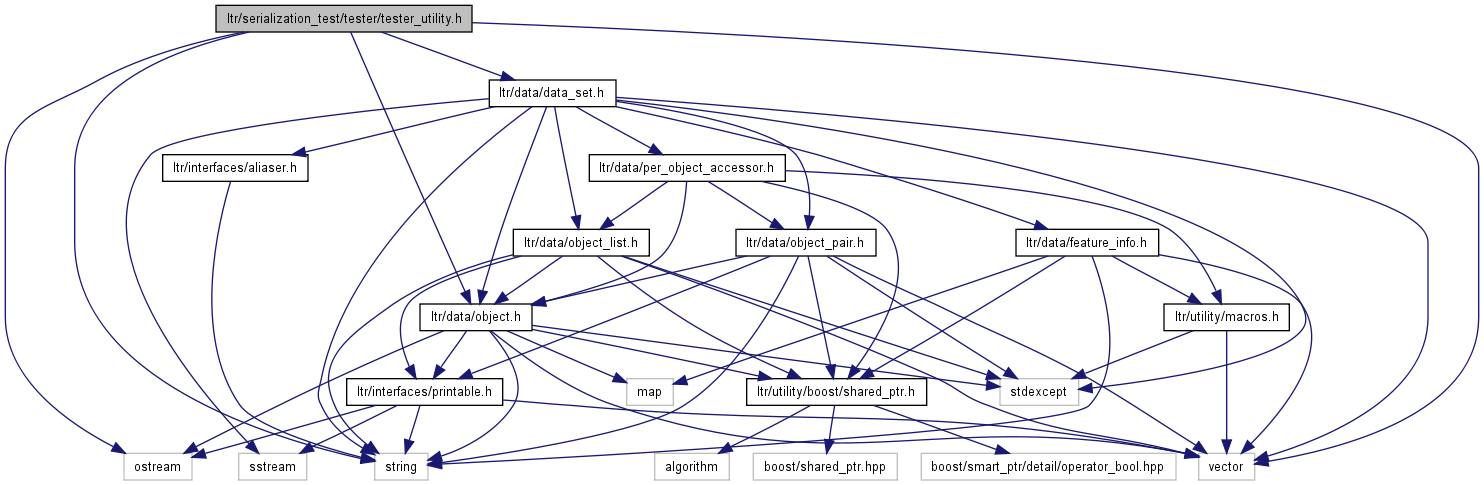 ltr/serialization_test/tester/tester_utility.h
ltr/data/data_set.h
ltr/interfaces/aliaser.h
ltr/data/per_object_accessor.h
ltr/data/object_list.h
ltr/data/object_pair.h
ltr/data/feature_info.h
ltr/data/object.h
ltr/utility/macros.h
ltr/interfaces/printable.h
map
ltr/utility/boost/shared_ptr.h
stdexcept
ostream
sstream
string
algorithm
boost/shared_ptr.hpp
boost/smart_ptr/detail/operator_bool.hpp
vector